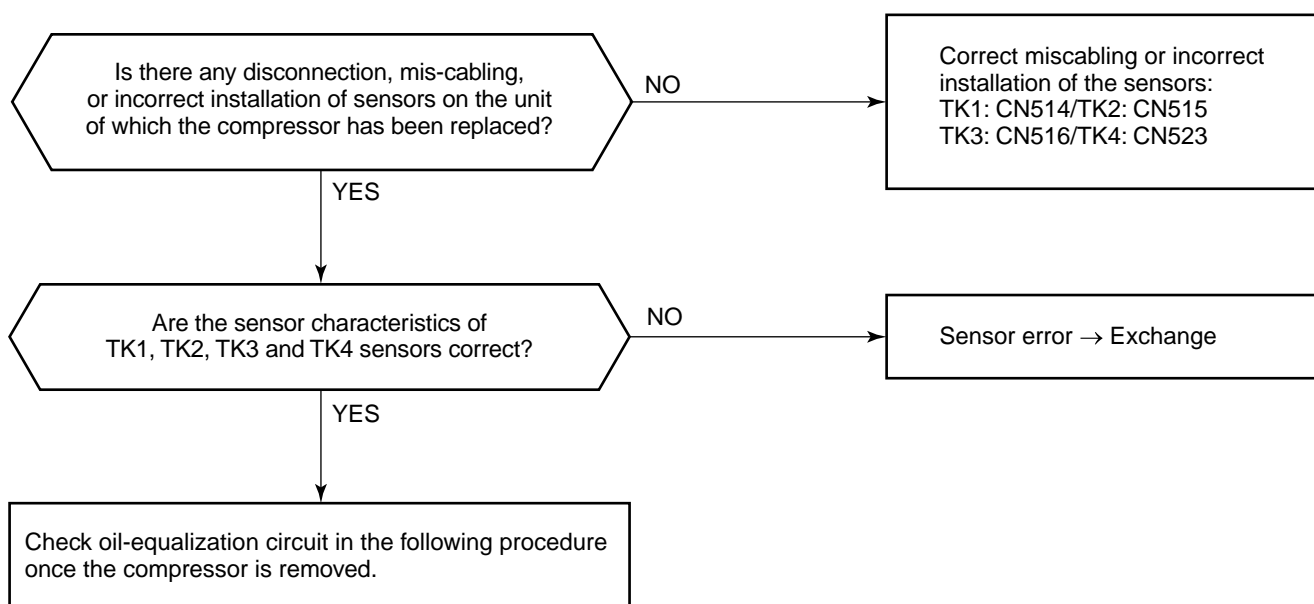 Is there any disconnection, mis-cabling,
or incorrect installation of sensors on the unit
of which the compressor has been replaced?
NO
Correct miscabling or incorrect
installation of the sensors:
TK1: CN514/TK2: CN515
TK3: CN516/TK4: CN523
YES
Are the sensor characteristics of
TK1, TK2, TK3 and TK4 sensors correct?
NO
Sensor error → Exchange
YES
Check oil-equalization circuit in the following procedure
once the compressor is removed.